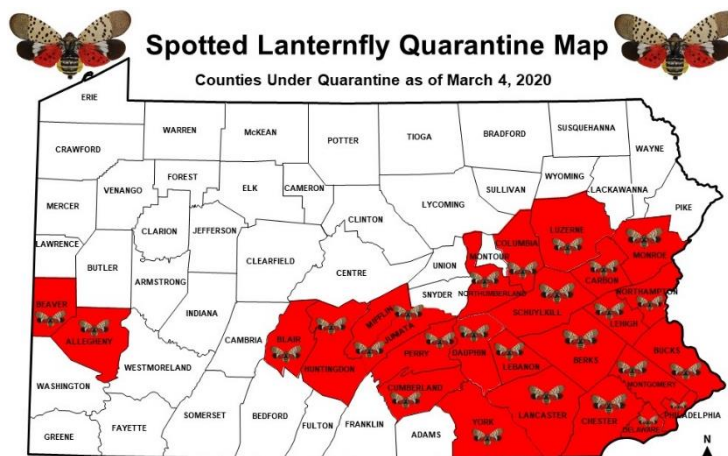 Spotted Lanternfly Quarantine Map
Counties Under Quarantine as of March 4, 2020
ERIE
CRAWFORD
WARREN
McKEAN
POTTER
TIOGA
BRADFORD
SUSQUEHANNA
WAYNE
MERCER
VENANGO
FOREST
ELK
CAMERON
CLINTON
LYCOMING
SULLIVAN
WYOMING
LACKAWANNA
PIKE
LAWRENCE
BUTLER
CLARION
JEFFERSON
CLEARFIELD
CENTRE
UNION
MONTOUR
COLUMBIA
LUZERNE
MONROE
BEAVER
ALLEGHENY
ARMSTRONG
INDIANA
CAMBRIA
BLAIR
HUNTINGDON
MIFFLIN
JUNIATA
SNYDER
NORTHUMBERLAND
SCHUYLKILL
CARBON
NORTHAMPTON
LEHIGH
WASHINGTON
WESTMORELAND
PERRY
DAUPHIN
LEBANON
BERKS
BUCKS
MONTGOMERY
GREENE
FAYETTE
SOMERSET
BEDFORD
FULTON
FRANKLIN
CUMBERLAND
ADAMS
YORK
LANCASTER
CHESTER
DELAWARE
PHILADELPHIA
N